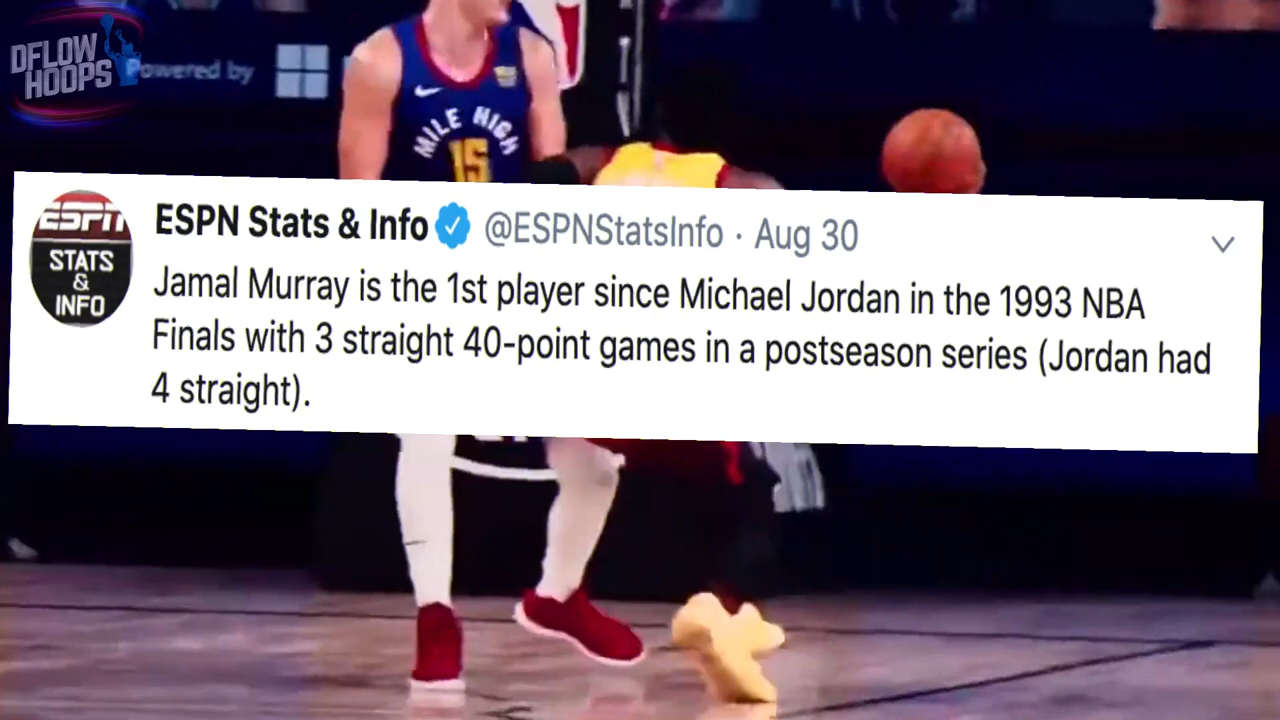 DFLOW
HOOPS
Powered by
MILE HIGH
15
ESPN Stats & Info @ESPNStatsInfo · Aug 30
ESPN
STATS
&
INFO
Jamal Murray is the 1st player since Michael Jordan in the 1993 NBA
Finals with 3 straight 40-point games in a postseason series (Jordan had
4 straight).